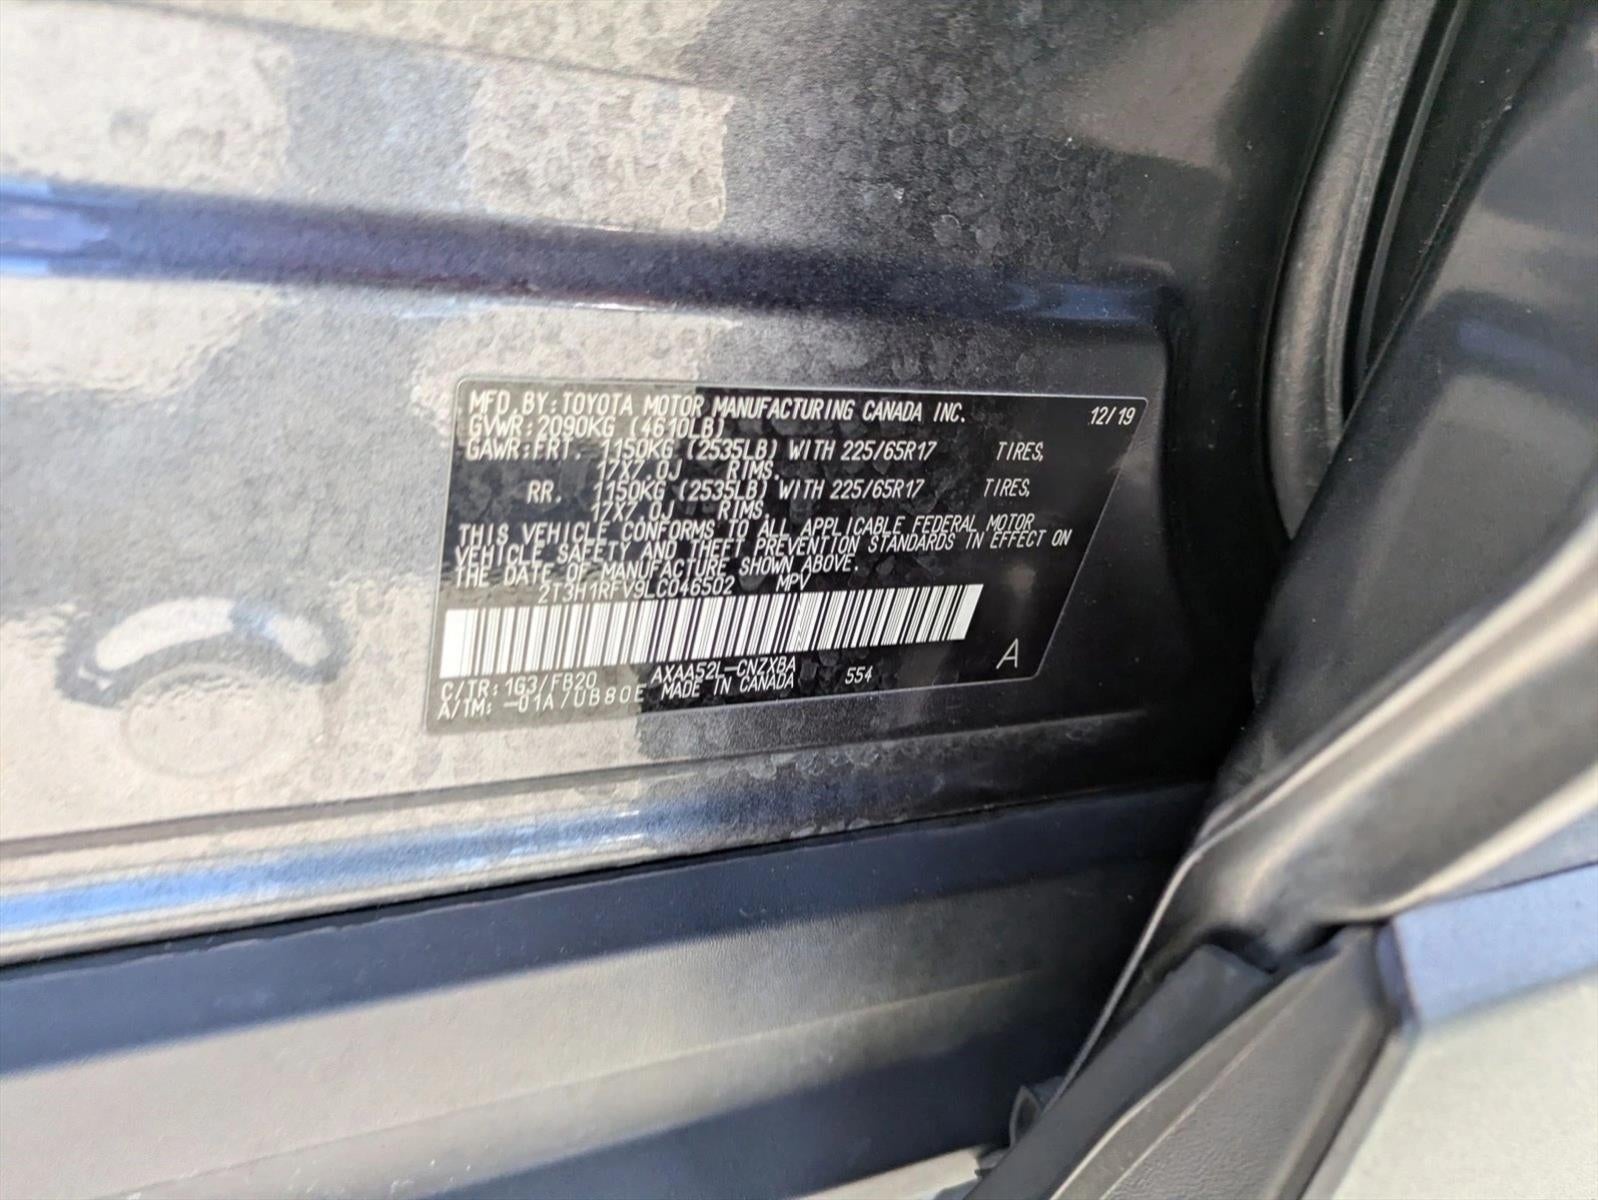 MFD.BY:TOYOTA MOTOR MANUFACTURING CANADA INC. 12/19
GVWR:2090KG (4610LB)
GAWR:FRT. 1150KG (2535LB) WITH 225/65R17 TIRES,
17X7.0J RIMS.
RR. 1150KG (2535LB) WITH 225/65R17 TIRES,
17X7.0J RIMS.
THIS VEHICLE CONFORMS TO ALL APPLICABLE FEDERAL MOTOR
VEHICLE SAFETY AND THEFT PREVENTION STANDARDS IN EFFECT ON
THE DATE OF MANUFACTURE SHOWN ABOVE.
2T3H1RFV9LC046502 MPV
C/TR:1G3/FB20 AXAA52L-CNZXBA 554 A
A/TM:-01A/UB80E MADE IN CANADA